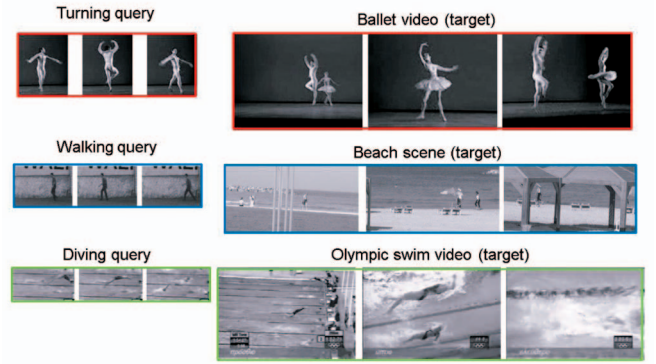 Turning query
Ballet video (target)
Walking query
Beach scene (target)
Diving query
Olympic swim video (target)